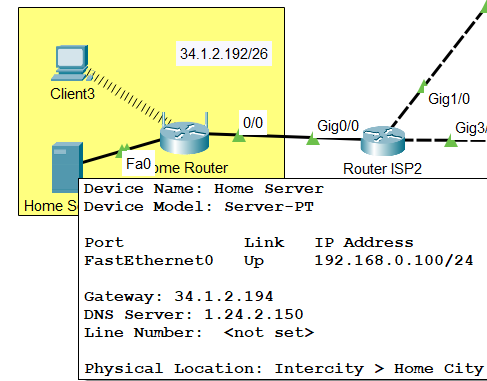 34.1.2.192/26
Client3
Gig1/0
0/0
Gig0/0
Gig3/
Fa0
ome Router
Router ISP2
Home S
Device Name: Home Server
Device Model: Server-PT
Port Link IP Address
FastEthernet0 Up 192.168.0.100/24
Gateway: 34.1.2.194
DNS Server: 1.24.2.150
Line Number: <not set>
Physical Location: Intercity > Home City